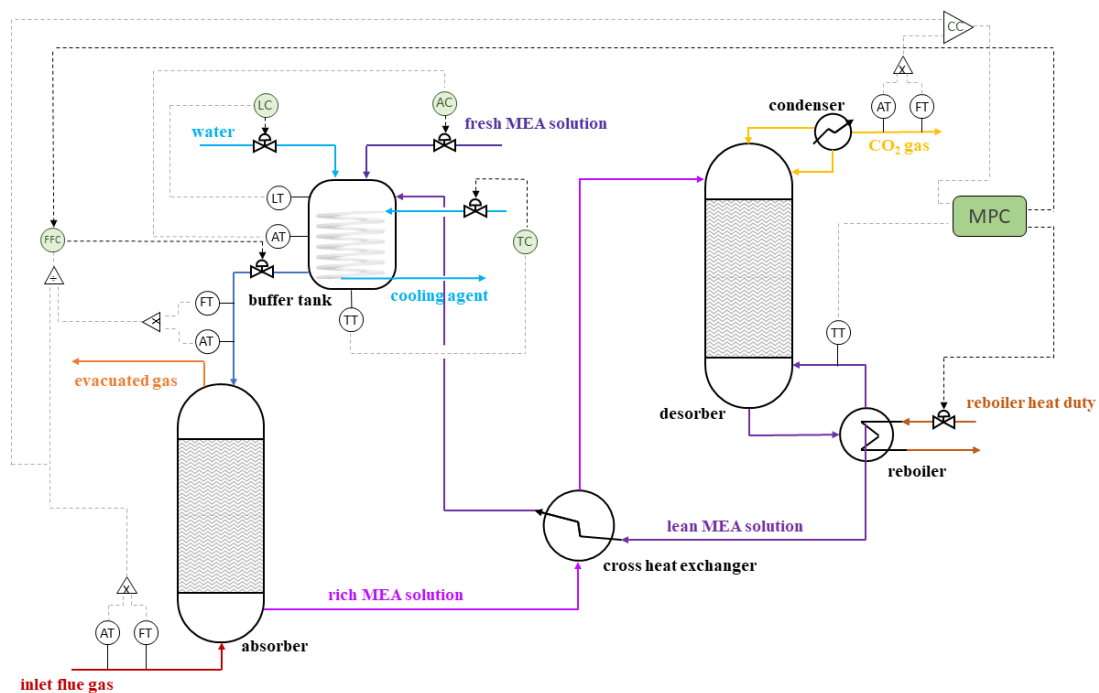 CC
AT
FT
X
condenser
CO₂ gas
LC
AC
water
fresh MEA solution
LT
AT
TC
MPC
FFC
÷
cooling agent
buffer tank
TT
FT
X
AT
TT
evacuated gas
desorber
reboiler heat duty
reboiler
lean MEA solution
cross heat exchanger
rich MEA solution
X
AT
FT
absorber
inlet flue gas